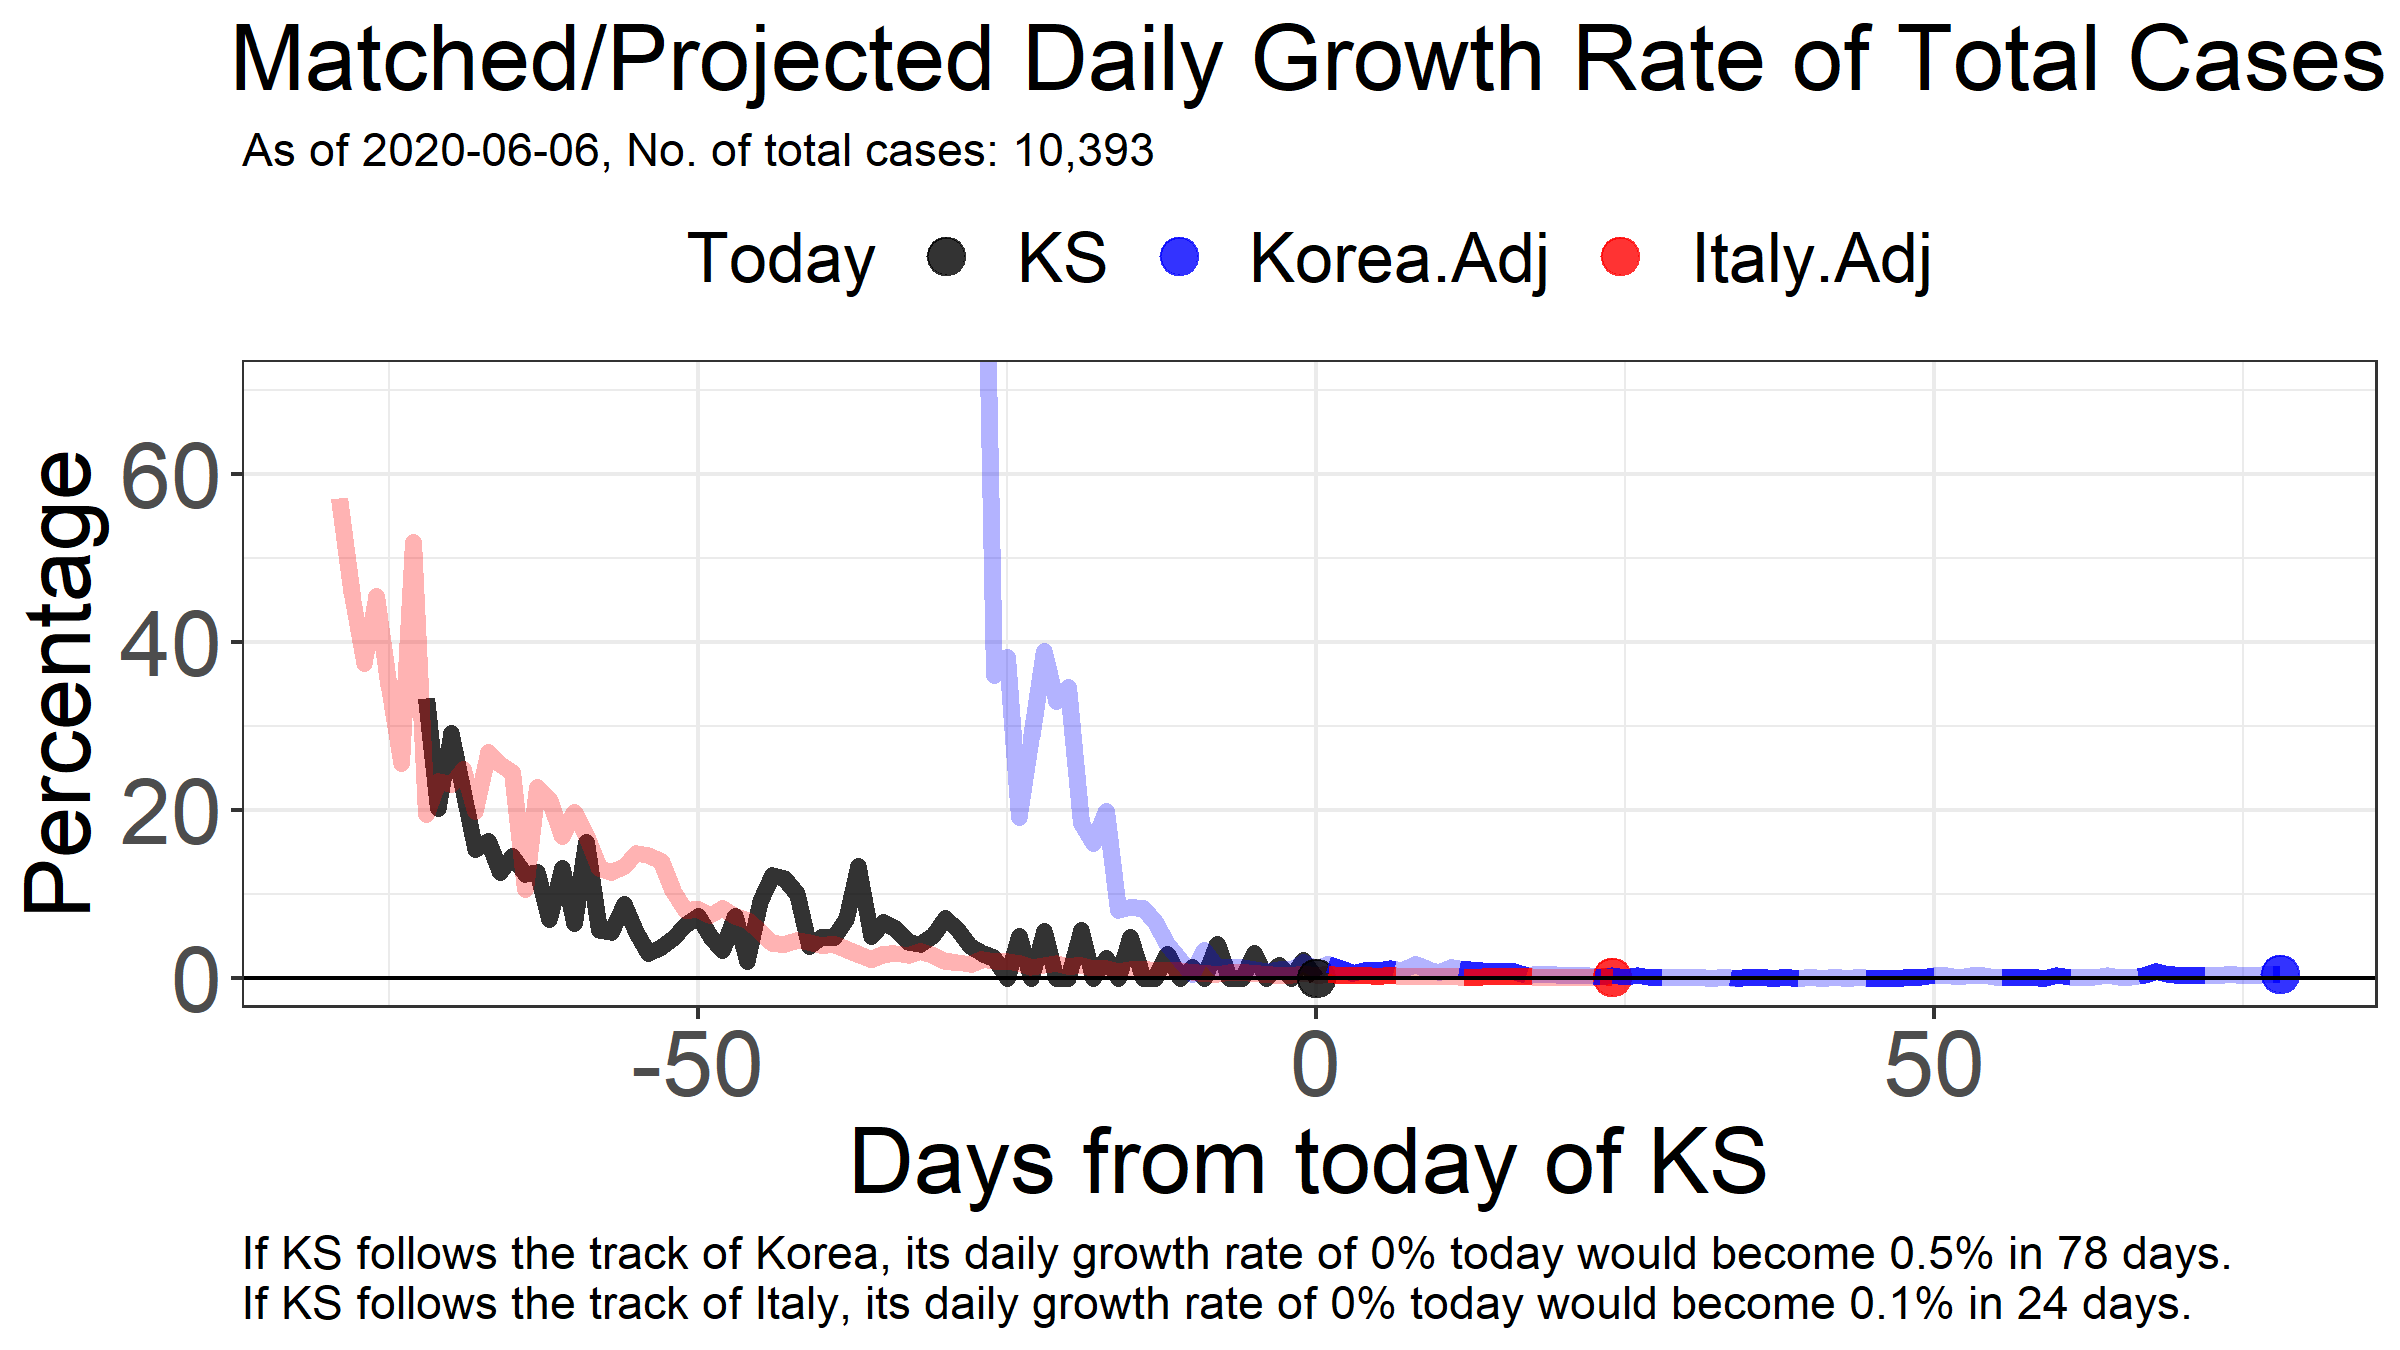 Matched/Projected Daily Growth Rate of Total Cases
As of 2020-06-06, No. of total cases: 10,393
Today KS Korea.Adj Italy.Adj
Percentage
60
40
20
0
-50 0 50
Days from today of KS
If KS follows the track of Korea, its daily growth rate of 0% today would become 0.5% in 78 days.
If KS follows the track of Italy, its daily growth rate of 0% today would become 0.1% in 24 days.